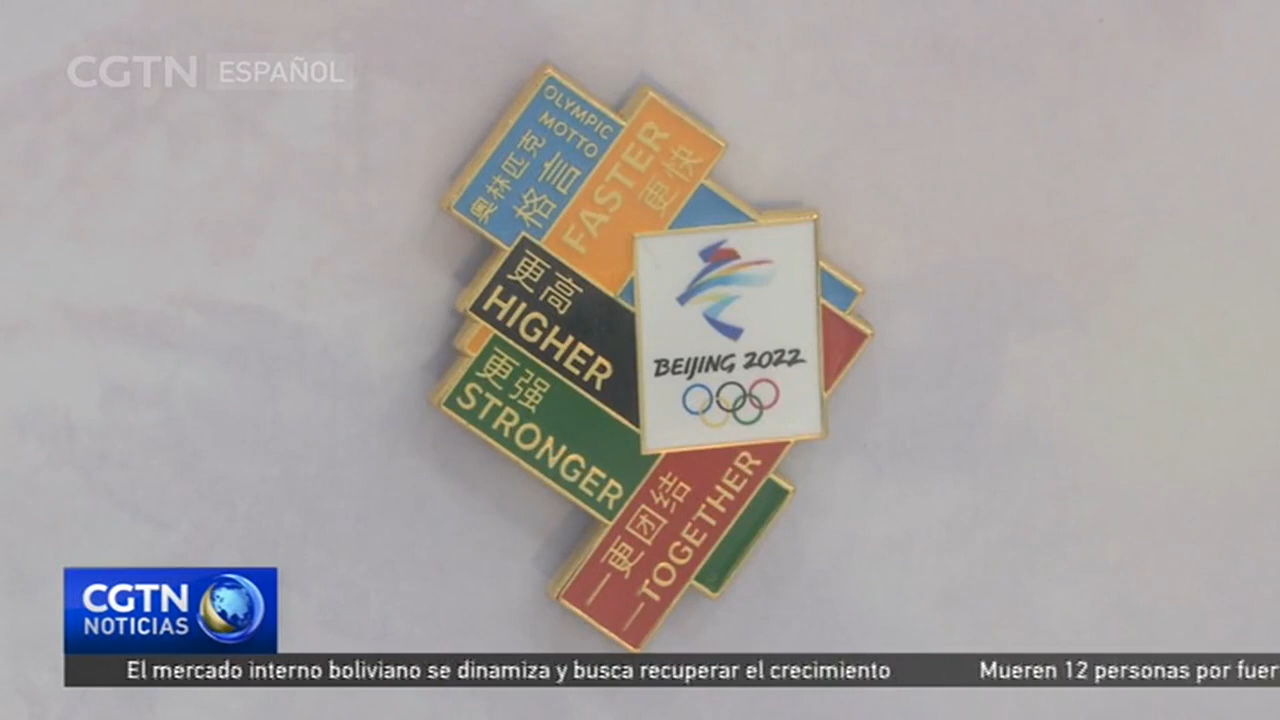 CGTN ESPAÑOL
OLYMPIC
MOTTO
奥林匹克
格言
FASTER
更快
更高
HIGHER
更强
STRONGER
BEIJING 2022
—更团结
—TOGETHER
CGTN
NOTICIAS
El mercado interno boliviano se dinamiza y busca recuperar el crecimiento
Mueren 12 personas por fuer